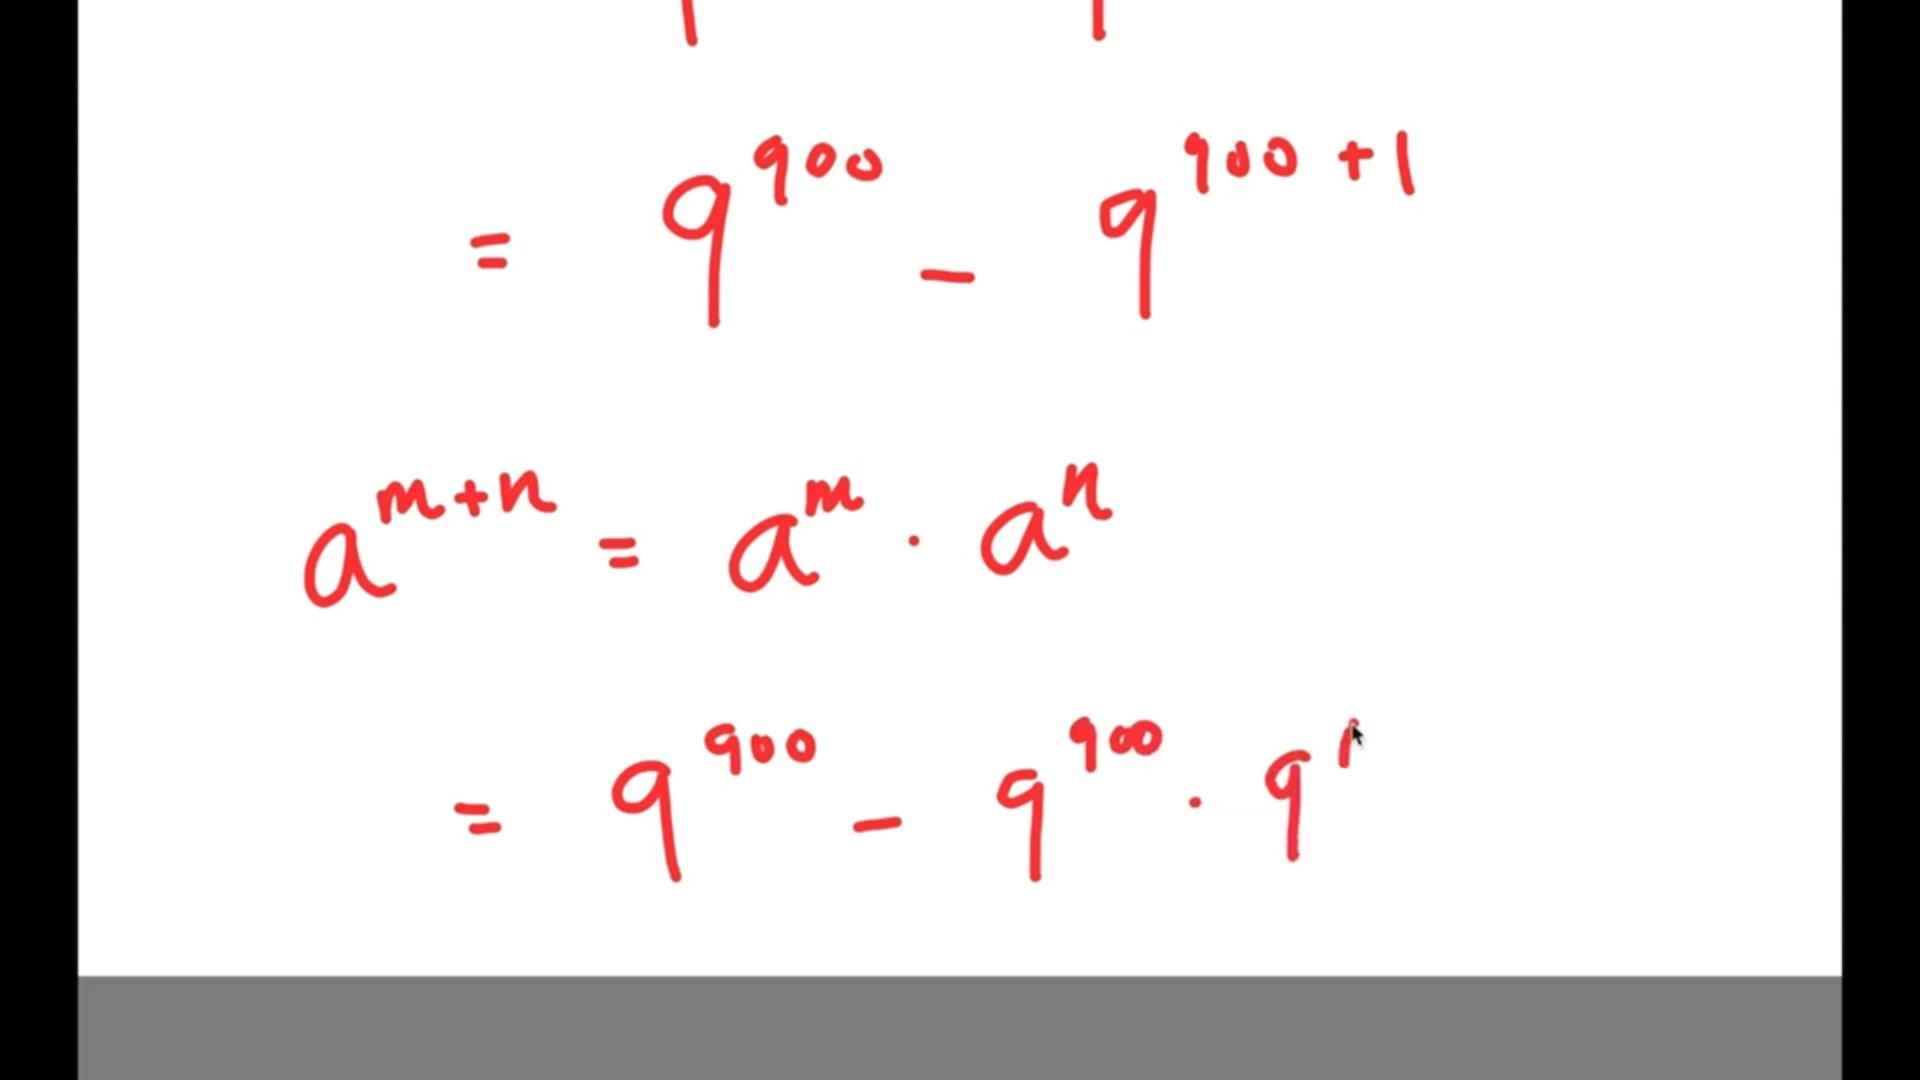 = 9^900 - 9^900+1
a^m+n = a^m · a^n
= 9^900 - 9^900 · 9^1